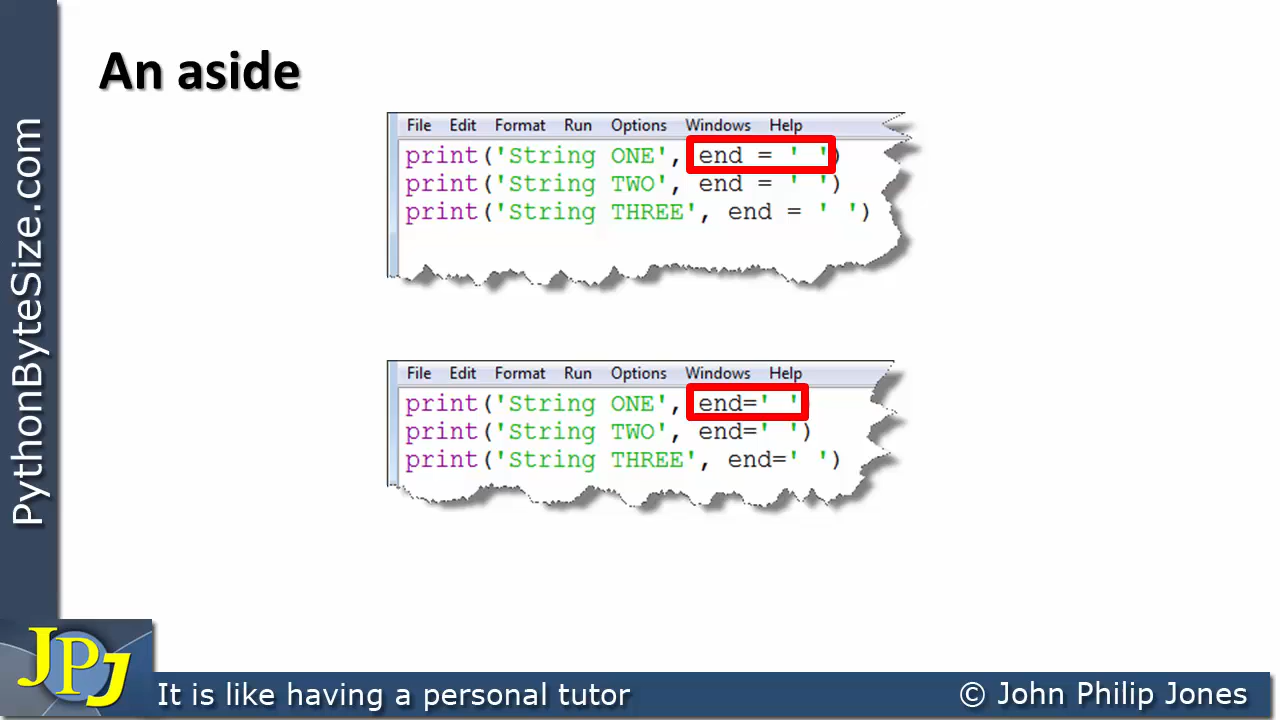 An aside
File Edit Format Run Options Windows Help
print('String ONE', end = ' ')
print('String TWO', end = ' ')
print('String THREE', end = ' ')
File Edit Format Run Options Windows Help
print('String ONE', end=' '
print('String TWO', end=' ')
print('String THREE', end=' ')
PythonByteSize.com
JPJ
It is like having a personal tutor
© John Philip Jones